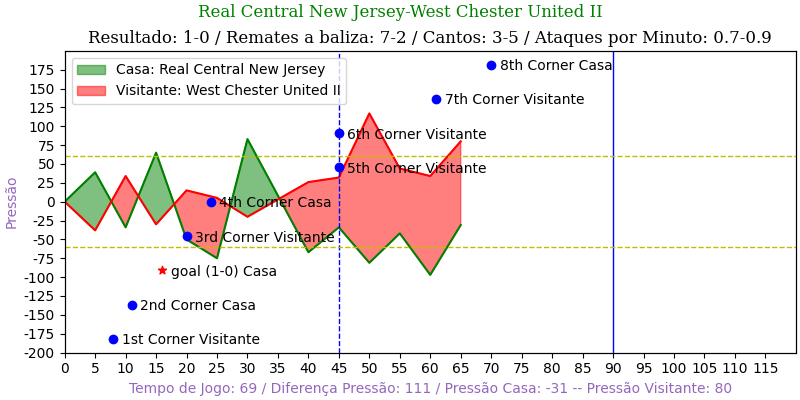 Real Central New Jersey-West Chester United II
Resultado: 1-0 / Remates a baliza: 7-2 / Cantos: 3-5 / Ataques por Minuto: 0.7-0.9
Casa: Real Central New Jersey
Visitante: West Chester United II
8th Corner Casa
7th Corner Visitante
6th Corner Visitante
5th Corner Visitante
4th Corner Casa
3rd Corner Visitante
goal (1-0) Casa
2nd Corner Casa
1st Corner Visitante
Pressão
175
150
125
100
75
50
25
0
-25
-50
-75
-100
-125
-150
-175
-200
0 5 10 15 20 25 30 35 40 45 50 55 60 65 70 75 80 85 90 95 100 105 110 115
Tempo de Jogo: 69 / Diferença Pressão: 111 / Pressão Casa: -31 -- Pressão Visitante: 80